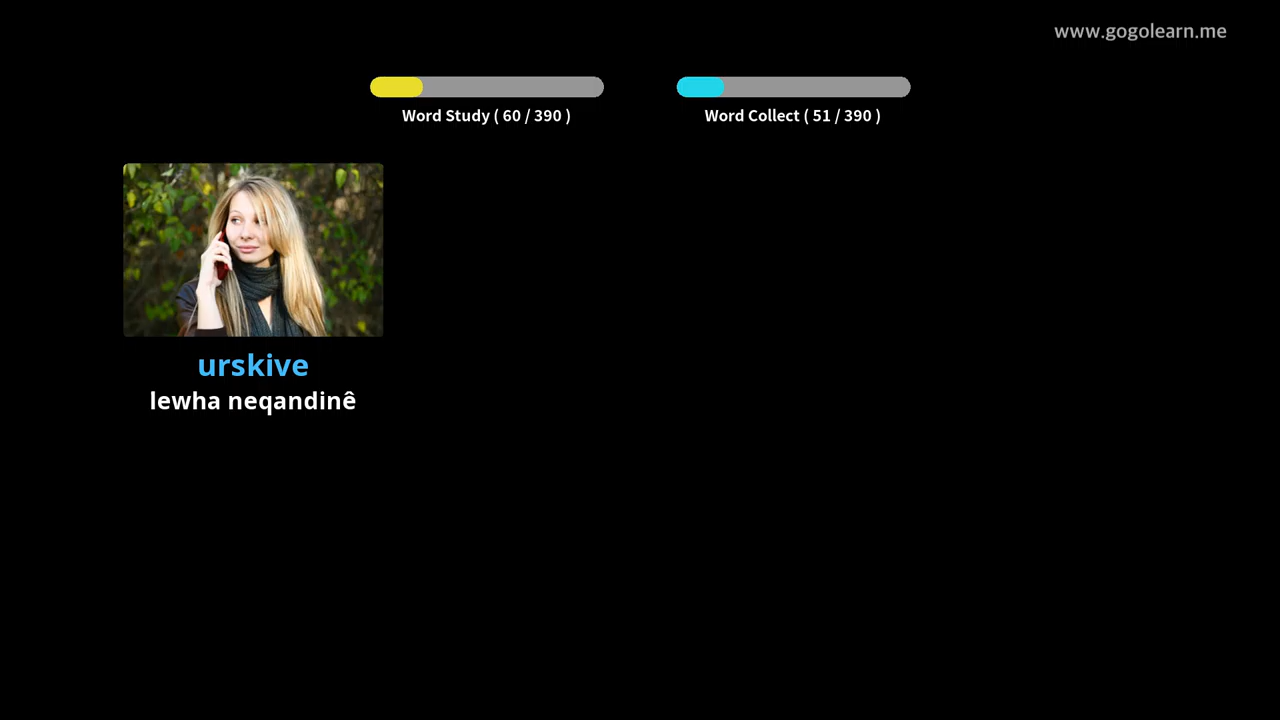 www.gogolearn.me
Word Study ( 60 / 390 )
Word Collect ( 51 / 390 )
urskive
lewha neqandinê